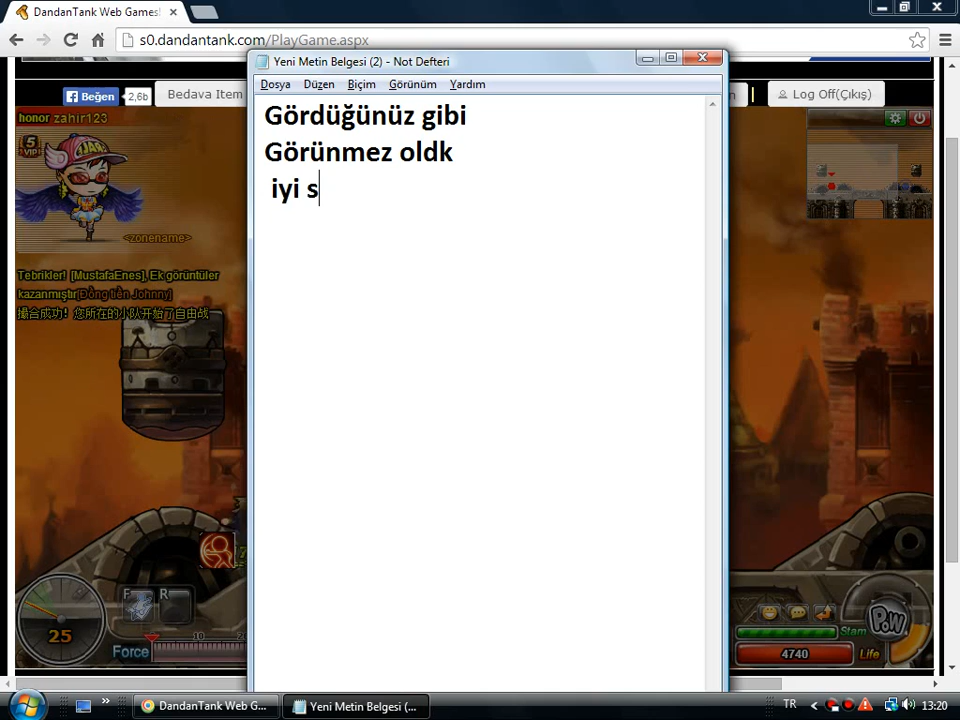 DandanTank Web Games!
s0.dandantank.com/PlayGame.aspx
Yeni Metin Belgesi (2) - Not Defteri
Dosya Düzen Biçim Görünüm Yardım
Beğen 2,6b
Bedava Item
Log Off(Çıkış)
honor zahir123
5
VIP
<zonename>
Gördüğünüz gibi
Görünmez oldk
iyi s
Tebrikler! [MustafaEnes], Ek görüntüler
kazanmıştır[Đồng tiền Johnny]
撮合成功！您所在的小队开始了自由战
F R
25
Force
10
POW
Stam
4740 Life
DandanTank Web G...
Yeni Metin Belgesi (...
TR
13:20